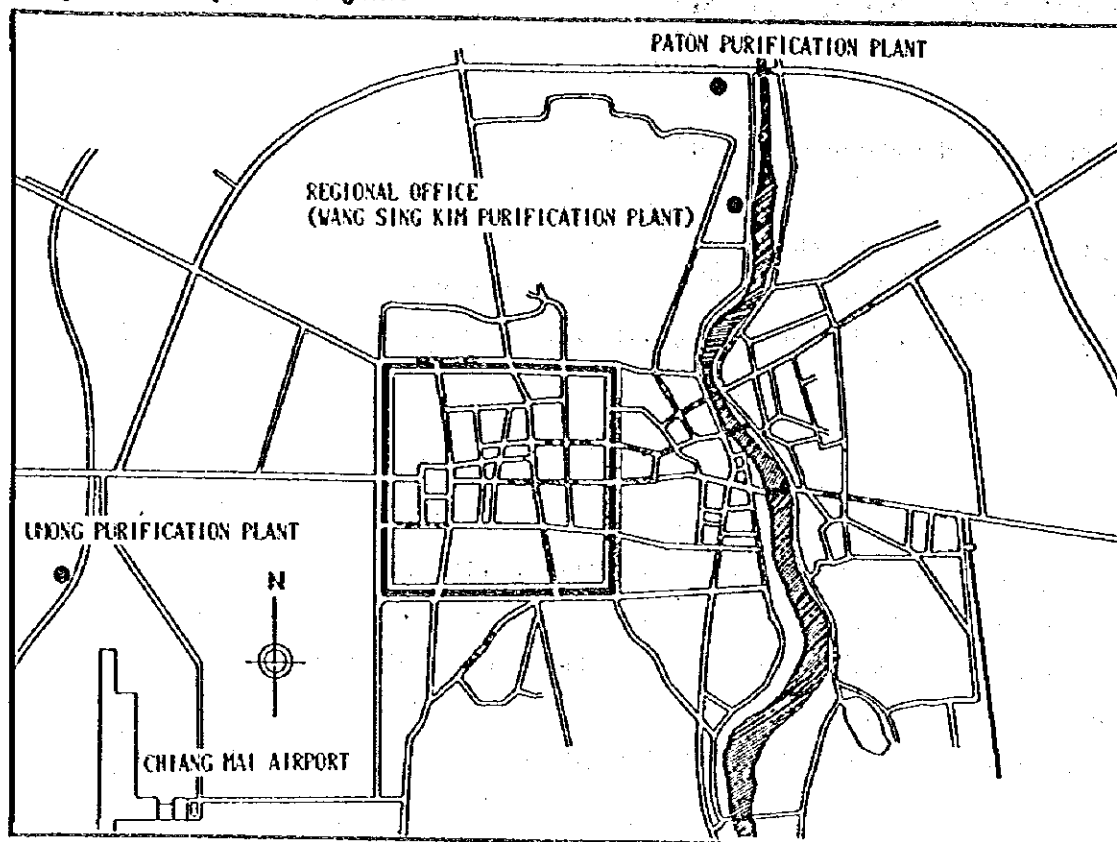 PATON PURIFICATION PLANT
REGIONAL OFFICE
(WANG SING KIM PURIFICATION PLANT)
UMONG PURIFICATION PLANT
N
CHIANG MAI AIRPORT